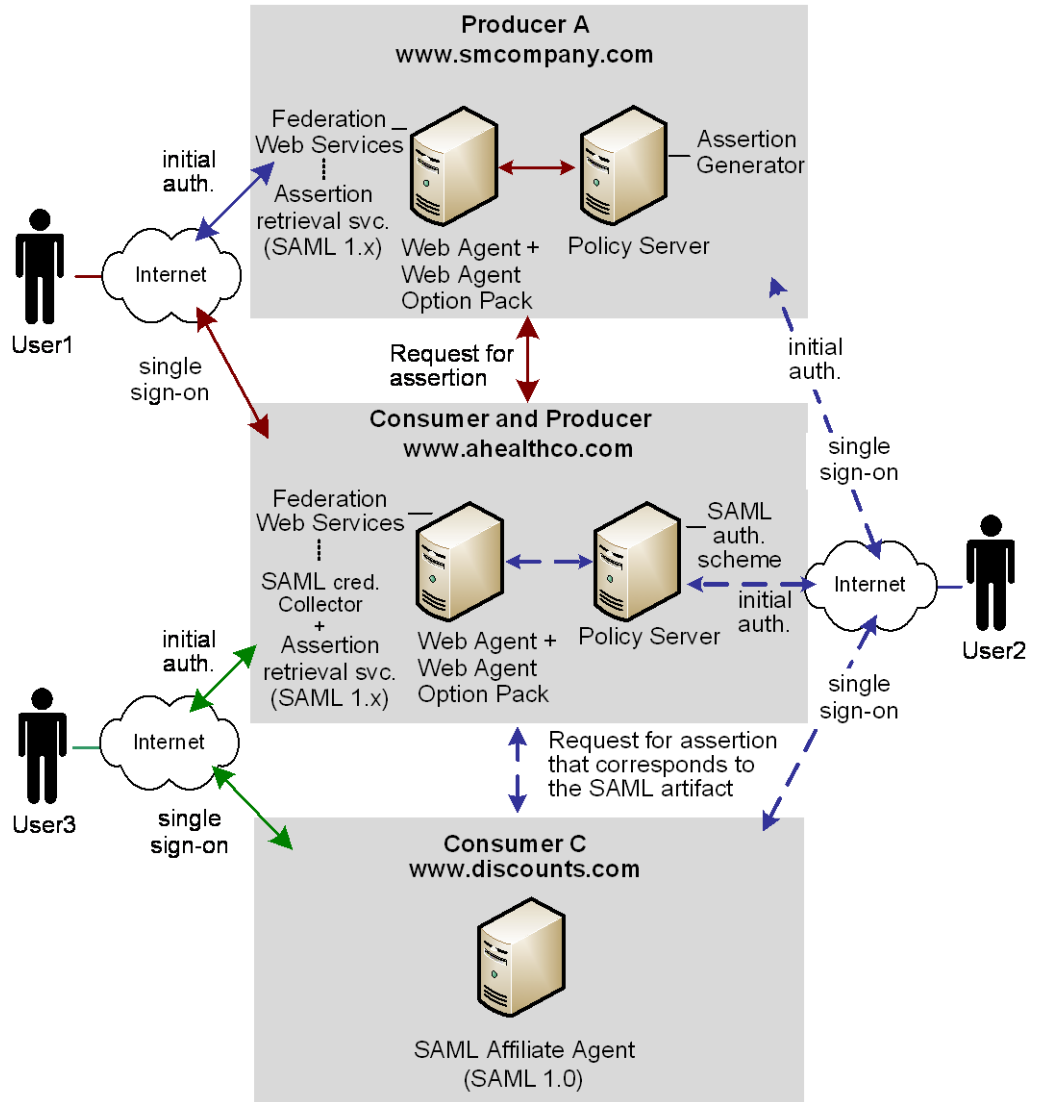 Producer A
www.smcompany.com
Federation
Web Services
Assertion
retrieval svc.
(SAML 1.x)
Web Agent +
Web Agent
Option Pack
Policy Server
Assertion
Generator
initial
auth.
Internet
User1
single
sign-on
Request for
assertion
initial
auth.
single
sign-on
Consumer and Producer
www.ahealthco.com
Federation
Web Services
SAML cred.
Collector
+
Assertion
retrieval svc.
(SAML 1.x)
Web Agent +
Web Agent
Option Pack
Policy Server
SAML
auth.
scheme
initial
auth.
Internet
User2
single
sign-on
initial
auth.
Internet
User3
single
sign-on
Request for assertion
that corresponds to
the SAML artifact
Consumer C
www.discounts.com
SAML Affiliate Agent
(SAML 1.0)